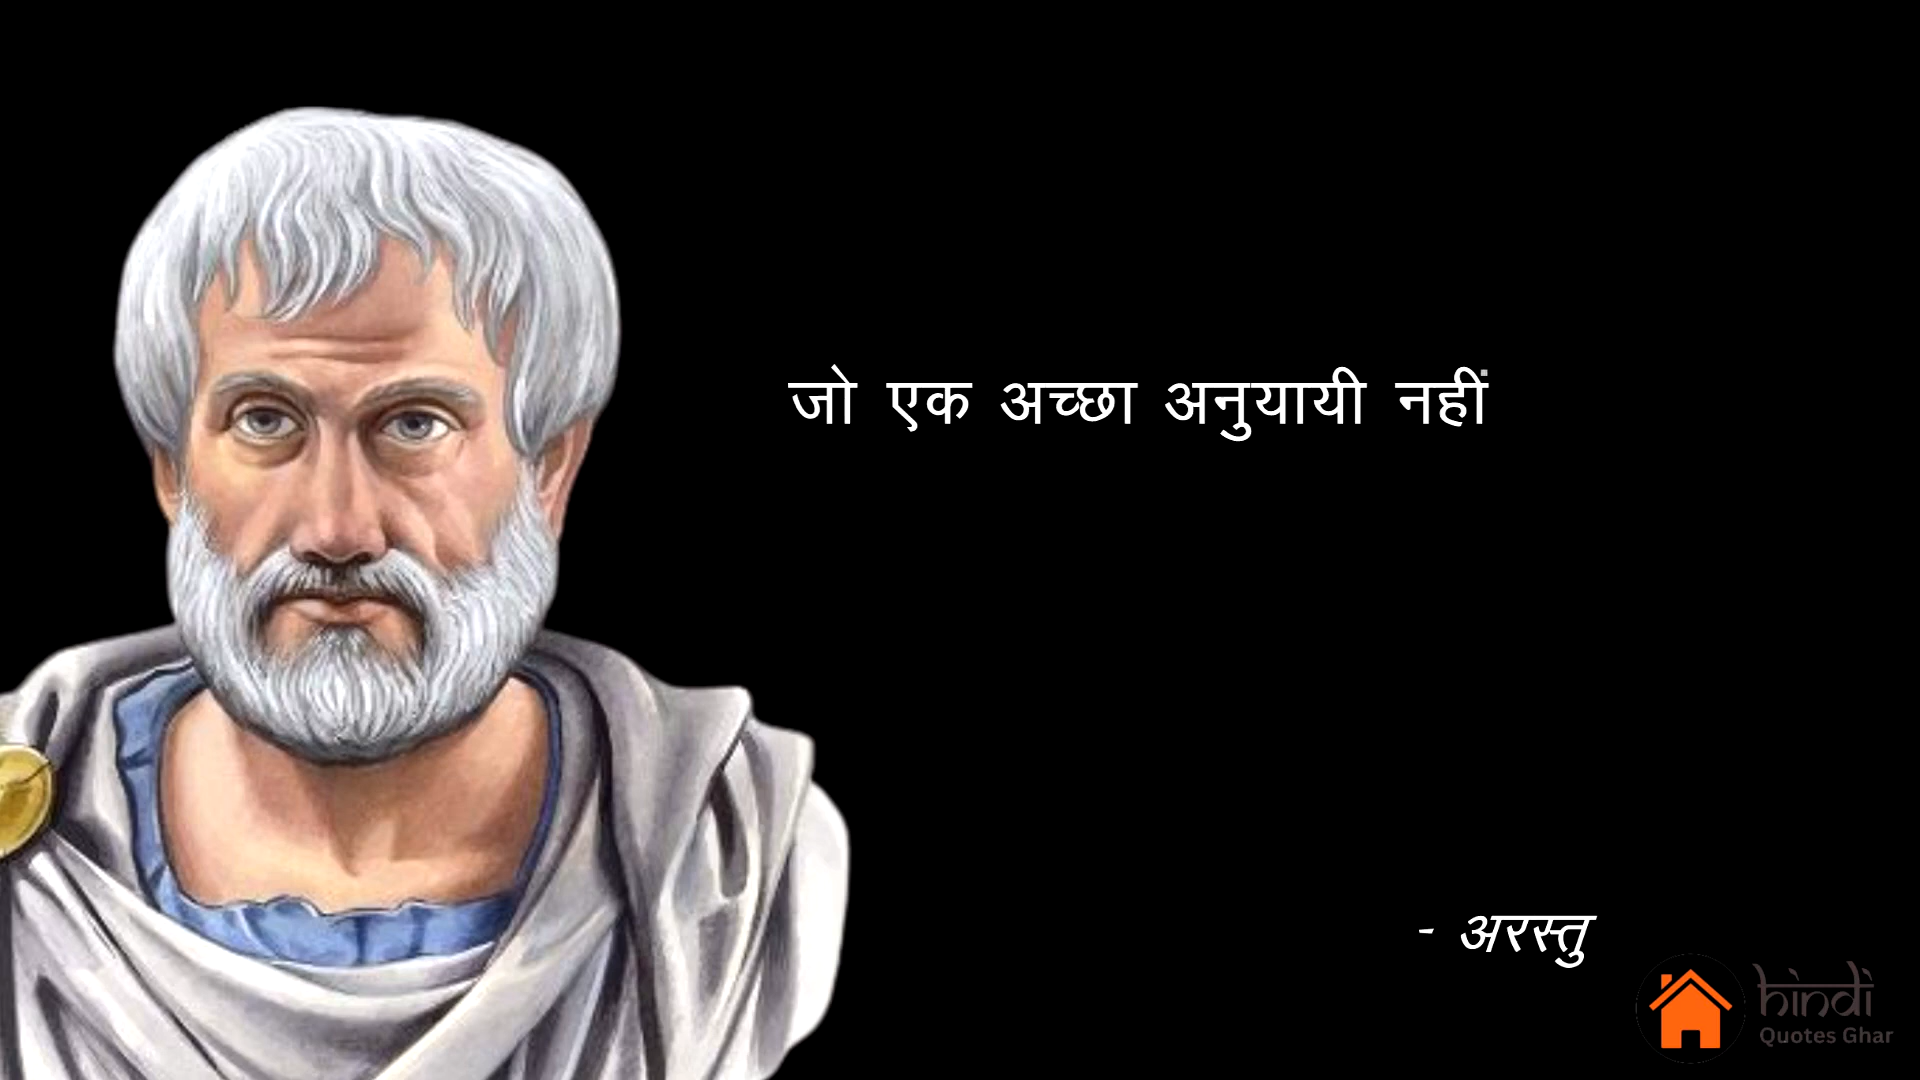 जो एक अच्छा अनुयायी नहीं
- अरस्तु
hindi
Quotes Ghar